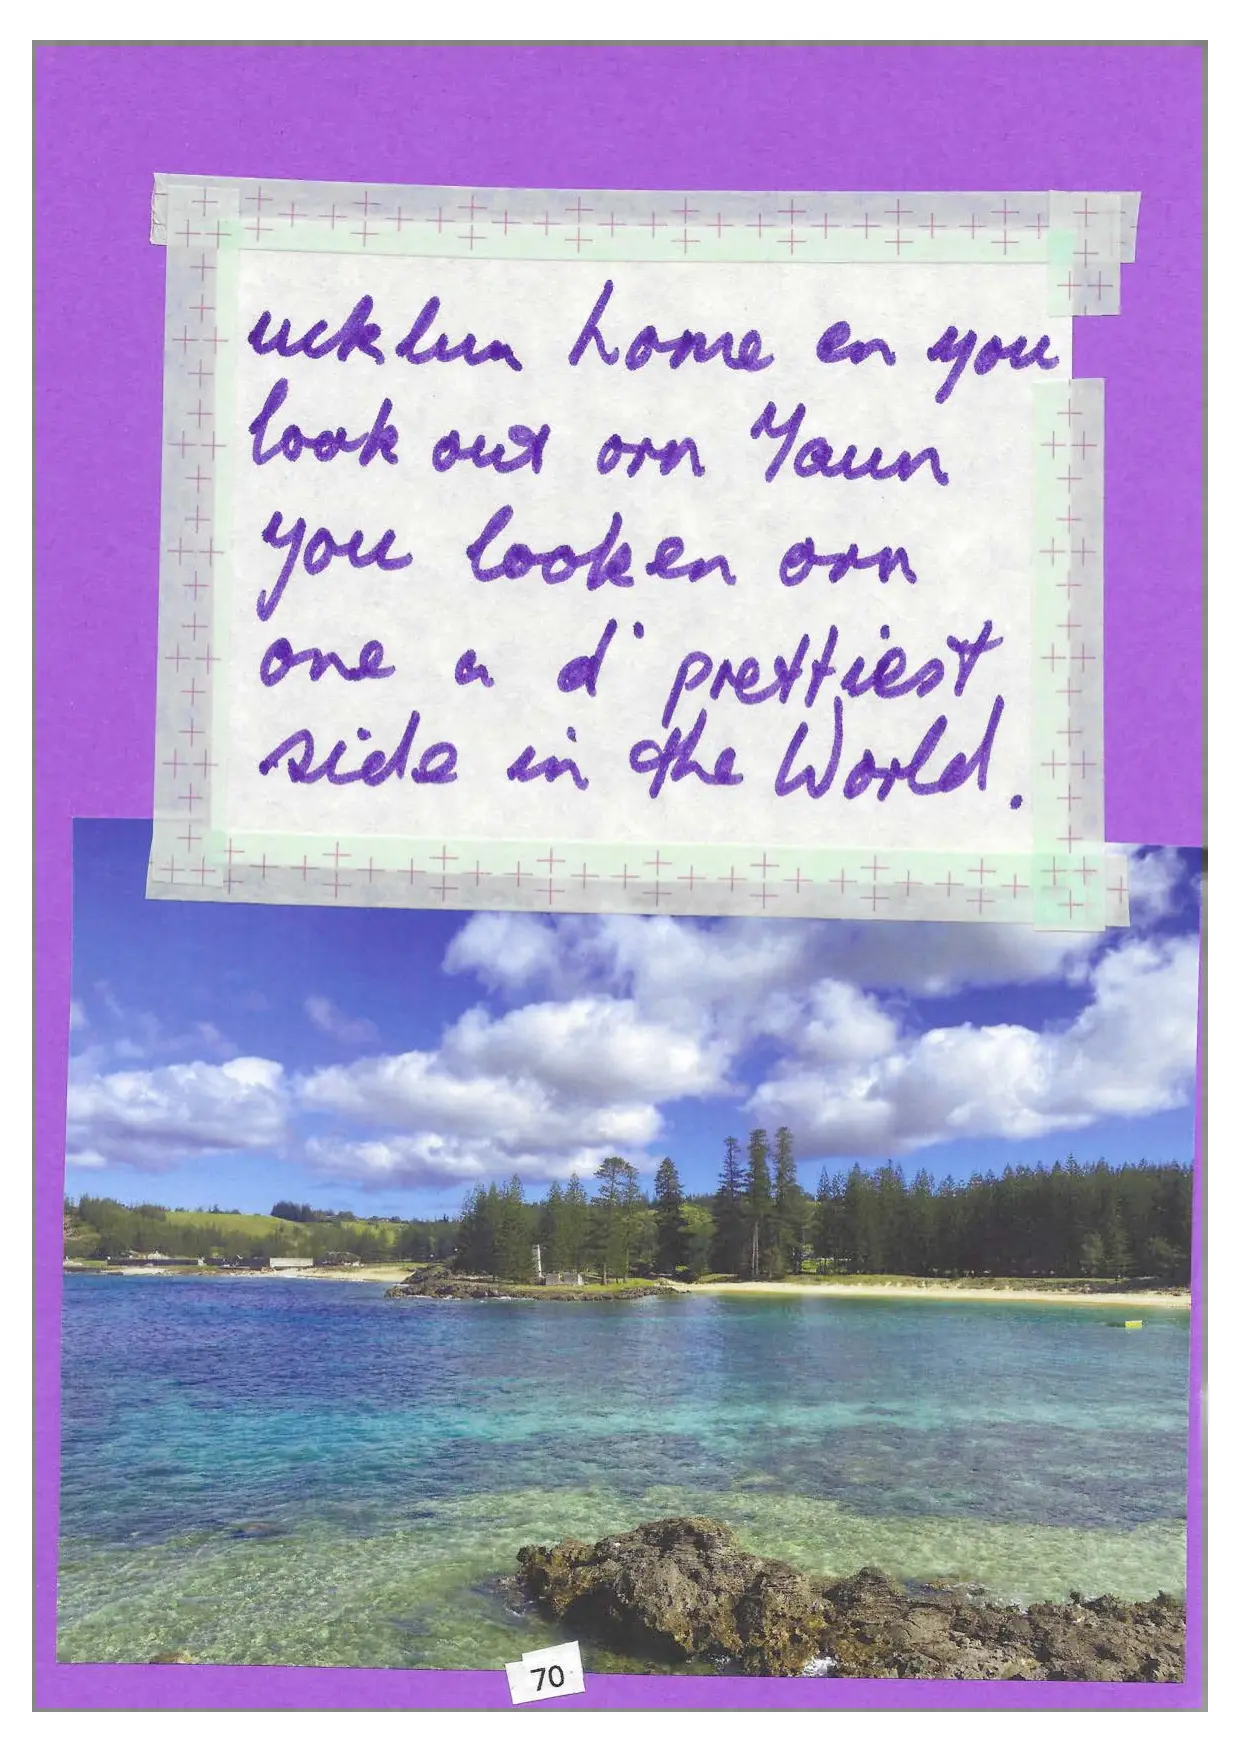 ucklun home en you
look out orn Yaun
you looken orn
one a d' prettiest
side in the World.
70